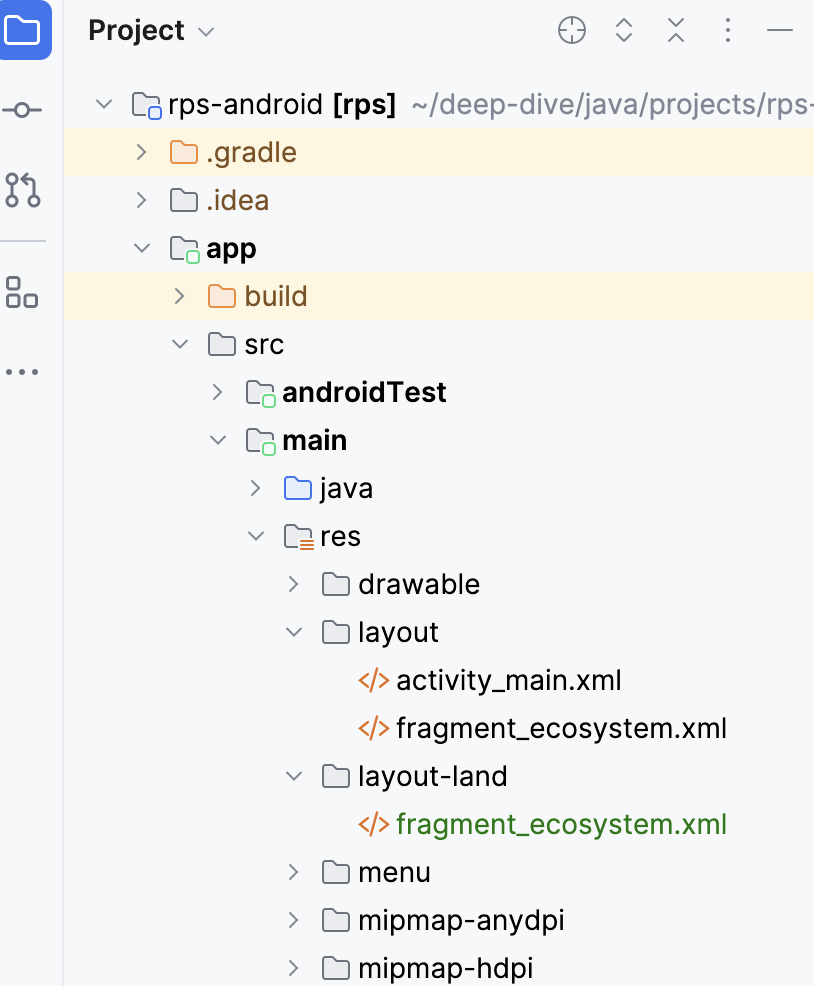 Project
rps-android [rps] ~/deep-dive/java/projects/rps-
.gradle
.idea
app
build
src
androidTest
main
java
res
drawable
layout
activity_main.xml
fragment_ecosystem.xml
layout-land
fragment_ecosystem.xml
menu
mipmap-anydpi
mipmap-hdpi